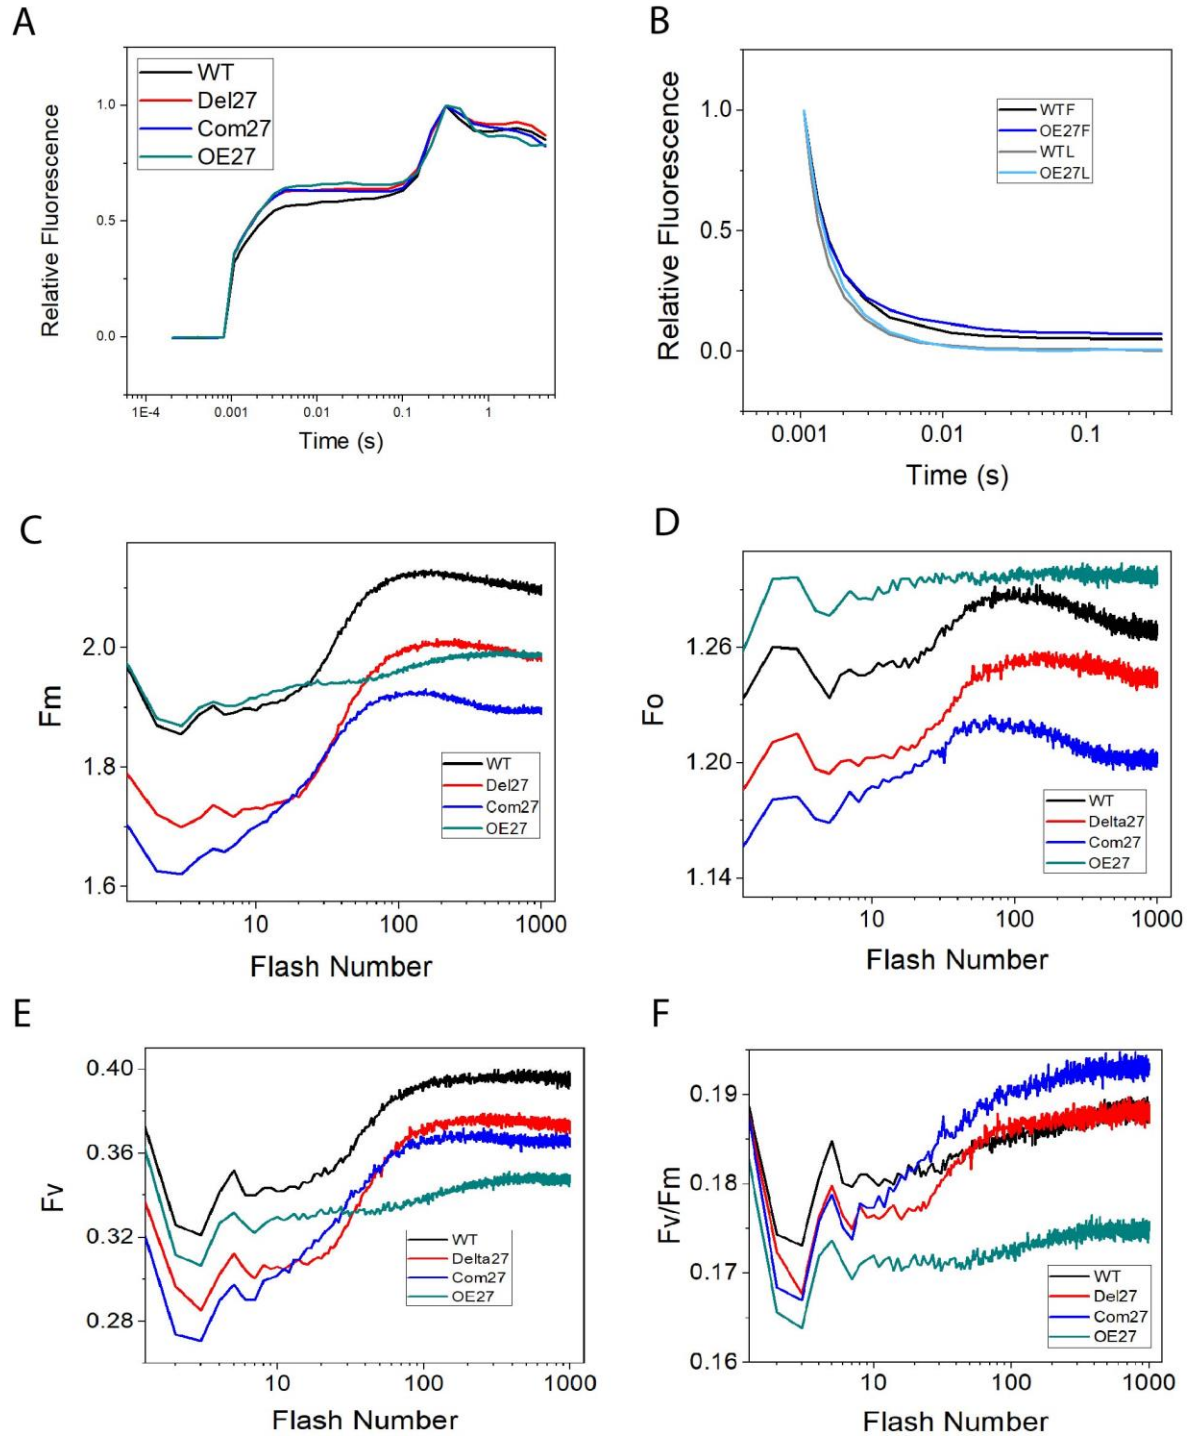 A
WT
Del27
Com27
OE27
1.0
0.5
0.0
Relative Fluorescence
1E-4
0.001
0.01
0.1
1
Time (s)
B
WTF
OE27F
WTL
OE27L
1.0
0.5
0.0
Relative Fluorescence
0.001
0.01
0.1
Time (s)
C
2.0
1.8
1.6
Fm
WT
Del27
Com27
OE27
10
100
1000
Flash Number
D
1.26
1.20
1.14
Fo
WT
Delta27
Com27
OE27
10
100
1000
Flash Number
E
0.40
0.36
0.32
0.28
Fv
WT
Delta27
Com27
OE27
10
100
1000
Flash Number
F
0.19
0.18
0.17
0.16
Fv/Fm
WT
Del27
Com27
OE27
10
100
1000
Flash Number